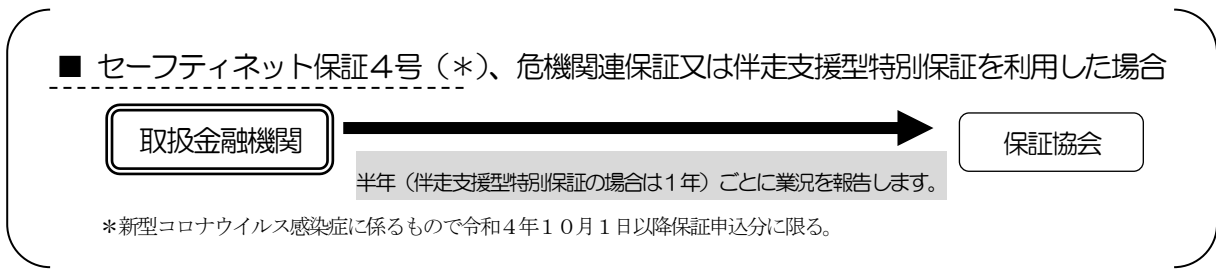 ■ セーフティネット保証4号（＊）、危機関連保証又は伴走支援型特別保証を利用した場合
取扱金融機関
保証協会
半年（伴走支援型特別保証の場合は1年）ごとに業況を報告します。
＊新型コロナウイルス感染症に係るもので令和4年10月1日以降保証申込分に限る。